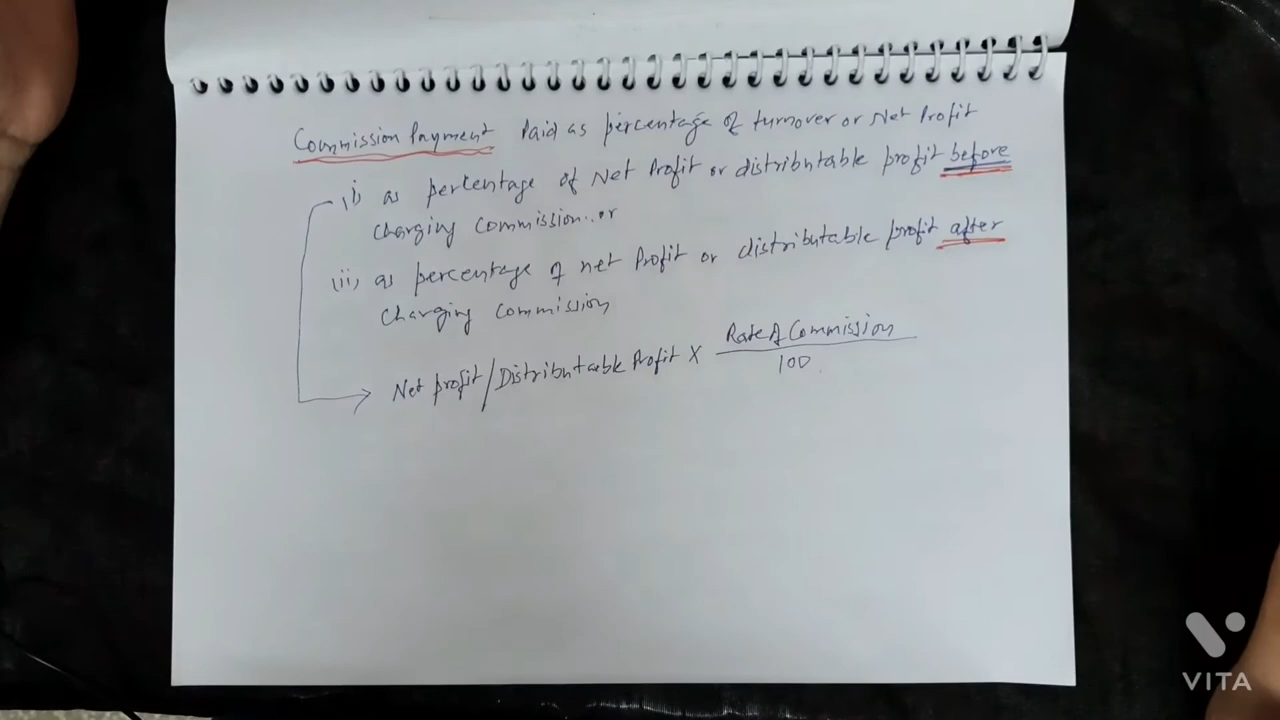 Commission Payment Paid as percentage of turnover or Net Profit
(i) as percentage of Net Profit or distributable profit before
charging commission.. or
(ii) as percentage of net Profit or distributable profit after
charging commission
Net profit/Distributable Profit X Rate of Commission
100
VITA